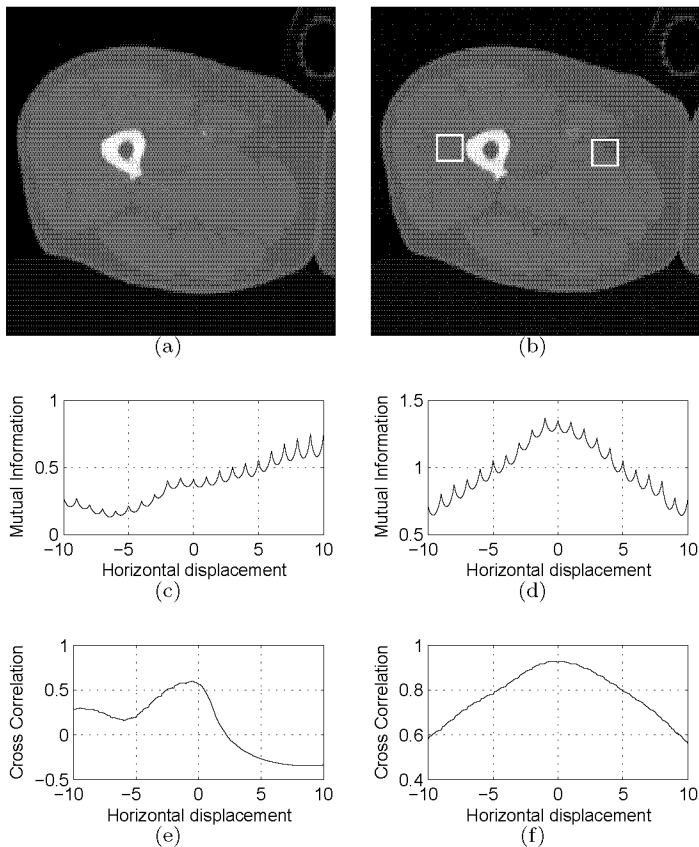 (a)
(b)
1
0.5
0
−10
−5
0
5
10
Mutual Information
Horizontal displacement
(c)
1.5
1
0.5
−10
−5
0
5
10
Mutual Information
Horizontal displacement
(d)
1
0.5
0
−0.5
−10
−5
0
5
10
Cross Correlation
Horizontal displacement
(e)
1
0.8
0.6
0.4
−10
−5
0
5
10
Cross Correlation
Horizontal displacement
(f)